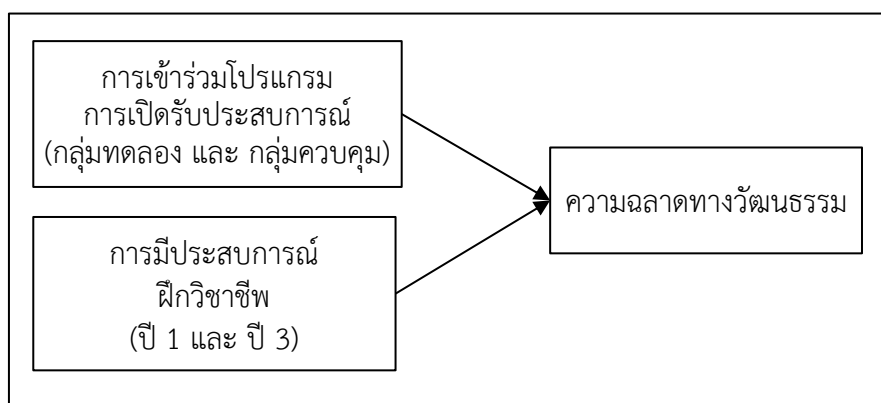 การเข้าร่วมโปรแกรม
การเปิดรับประสบการณ์
(กลุ่มทดลอง และ กลุ่มควบคุม)
ความฉลาดทางวัฒนธรรม
การมีประสบการณ์
ฝึกวิชาชีพ
(ปี 1 และ ปี 3)